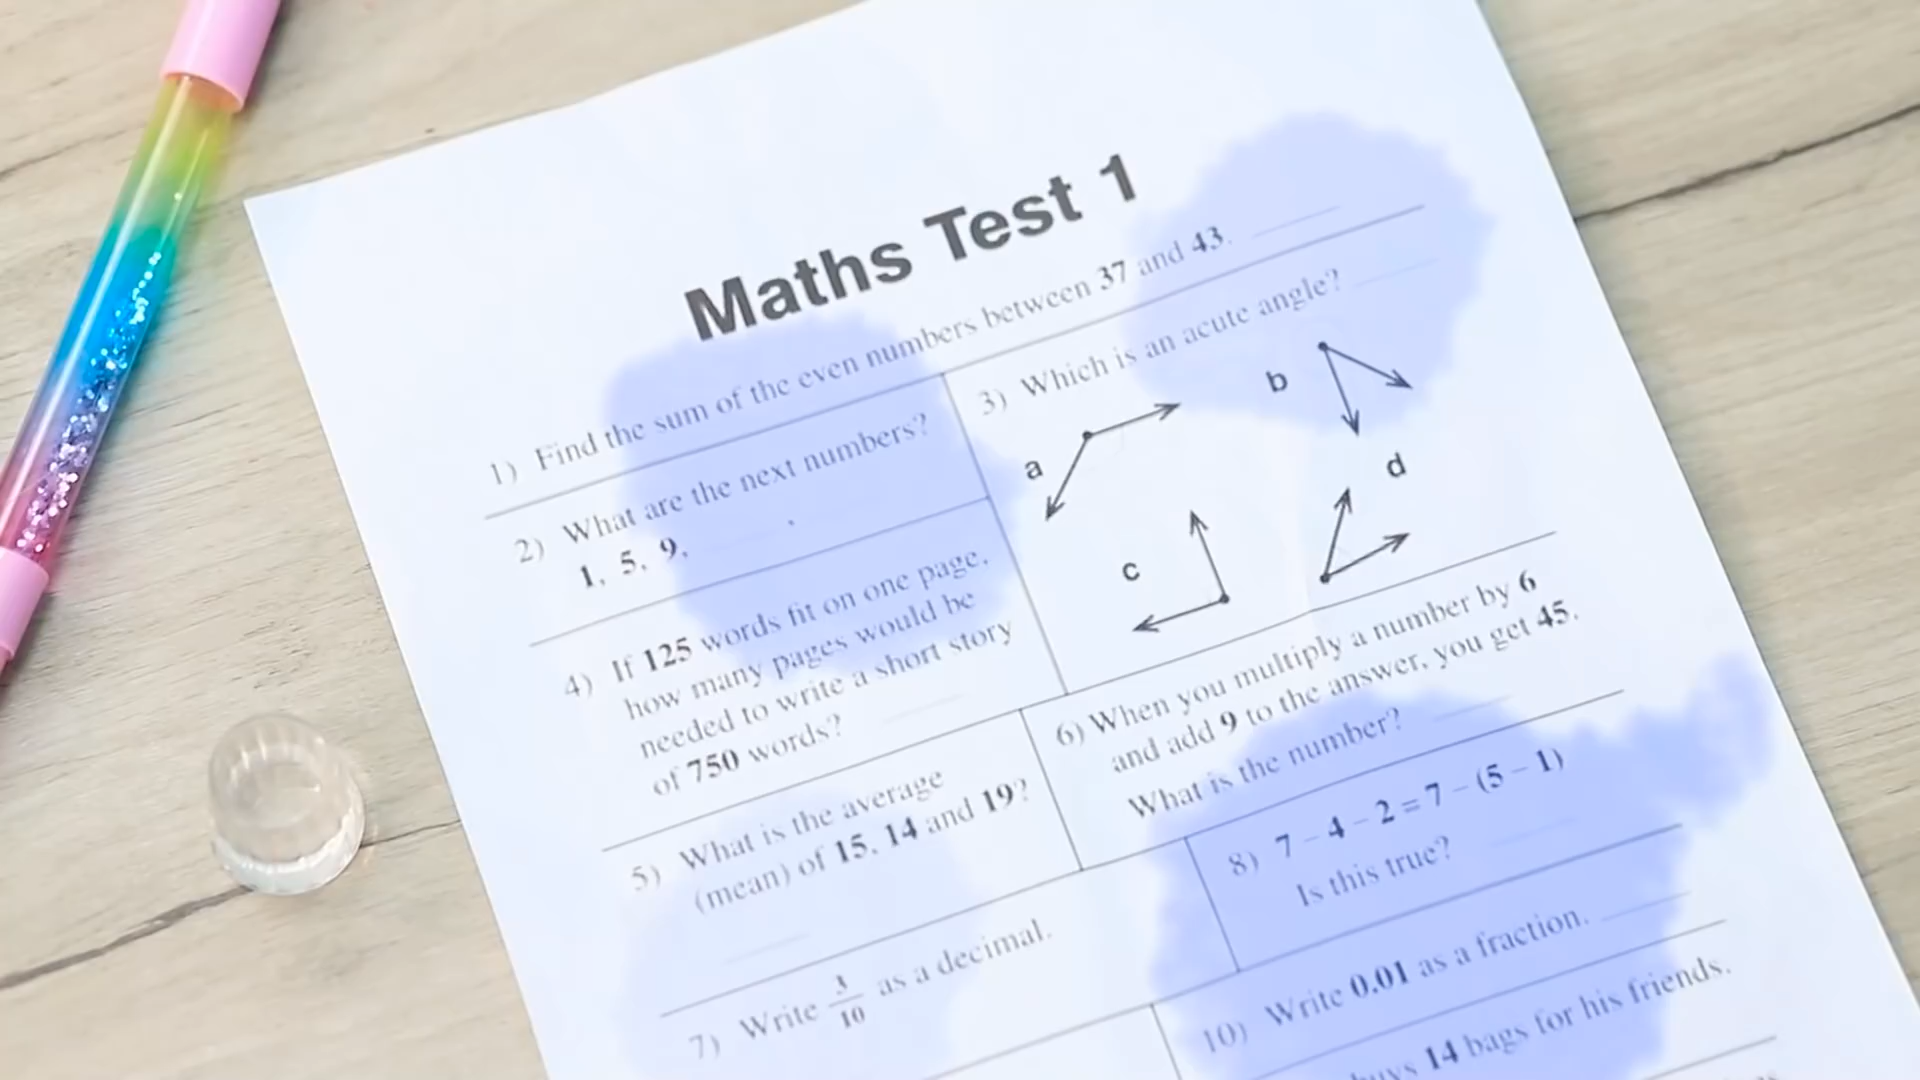 Maths Test 1
1) Find the sum of the even numbers between 37 and 43.
2) What are the next numbers?
1, 5, 9,
3) Which is an acute angle?
a
b
c
d
4) If 125 words fit on one page,
how many pages would be
needed to write a short story
of 750 words?
5) What is the average
(mean) of 15, 14 and 19?
6) When you multiply a number by 6
and add 9 to the answer, you get 45.
What is the number?
7) Write 3/10 as a decimal.
8) 7 - 4 - 2 = 7 - (5 - 1)
Is this true?
10) Write 0.01 as a fraction.
buys 14 bags for his friends.